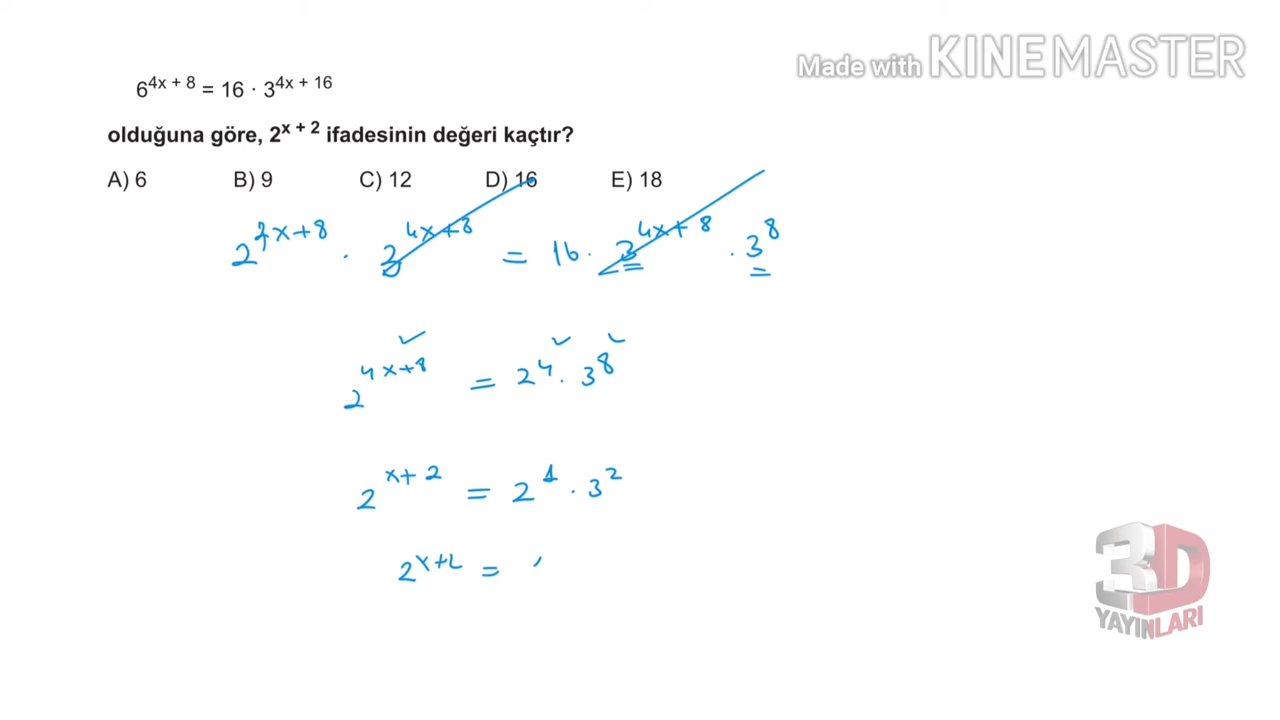 Made with KINEMASTER
6^{4x + 8} = 16 · 3^{4x + 16}
olduğuna göre, 2^{x + 2} ifadesinin değeri kaçtır?
A) 6 B) 9 C) 12 D) 16 E) 18
2^{4x+8} · 3^{4x+8} = 16 · 3^{4x+8} · 3^8
2^{4x+8} = 2^4 · 3^8
2^{x+2} = 2^1 · 3^2
2^{x+2} =
3D
YAYINLARI